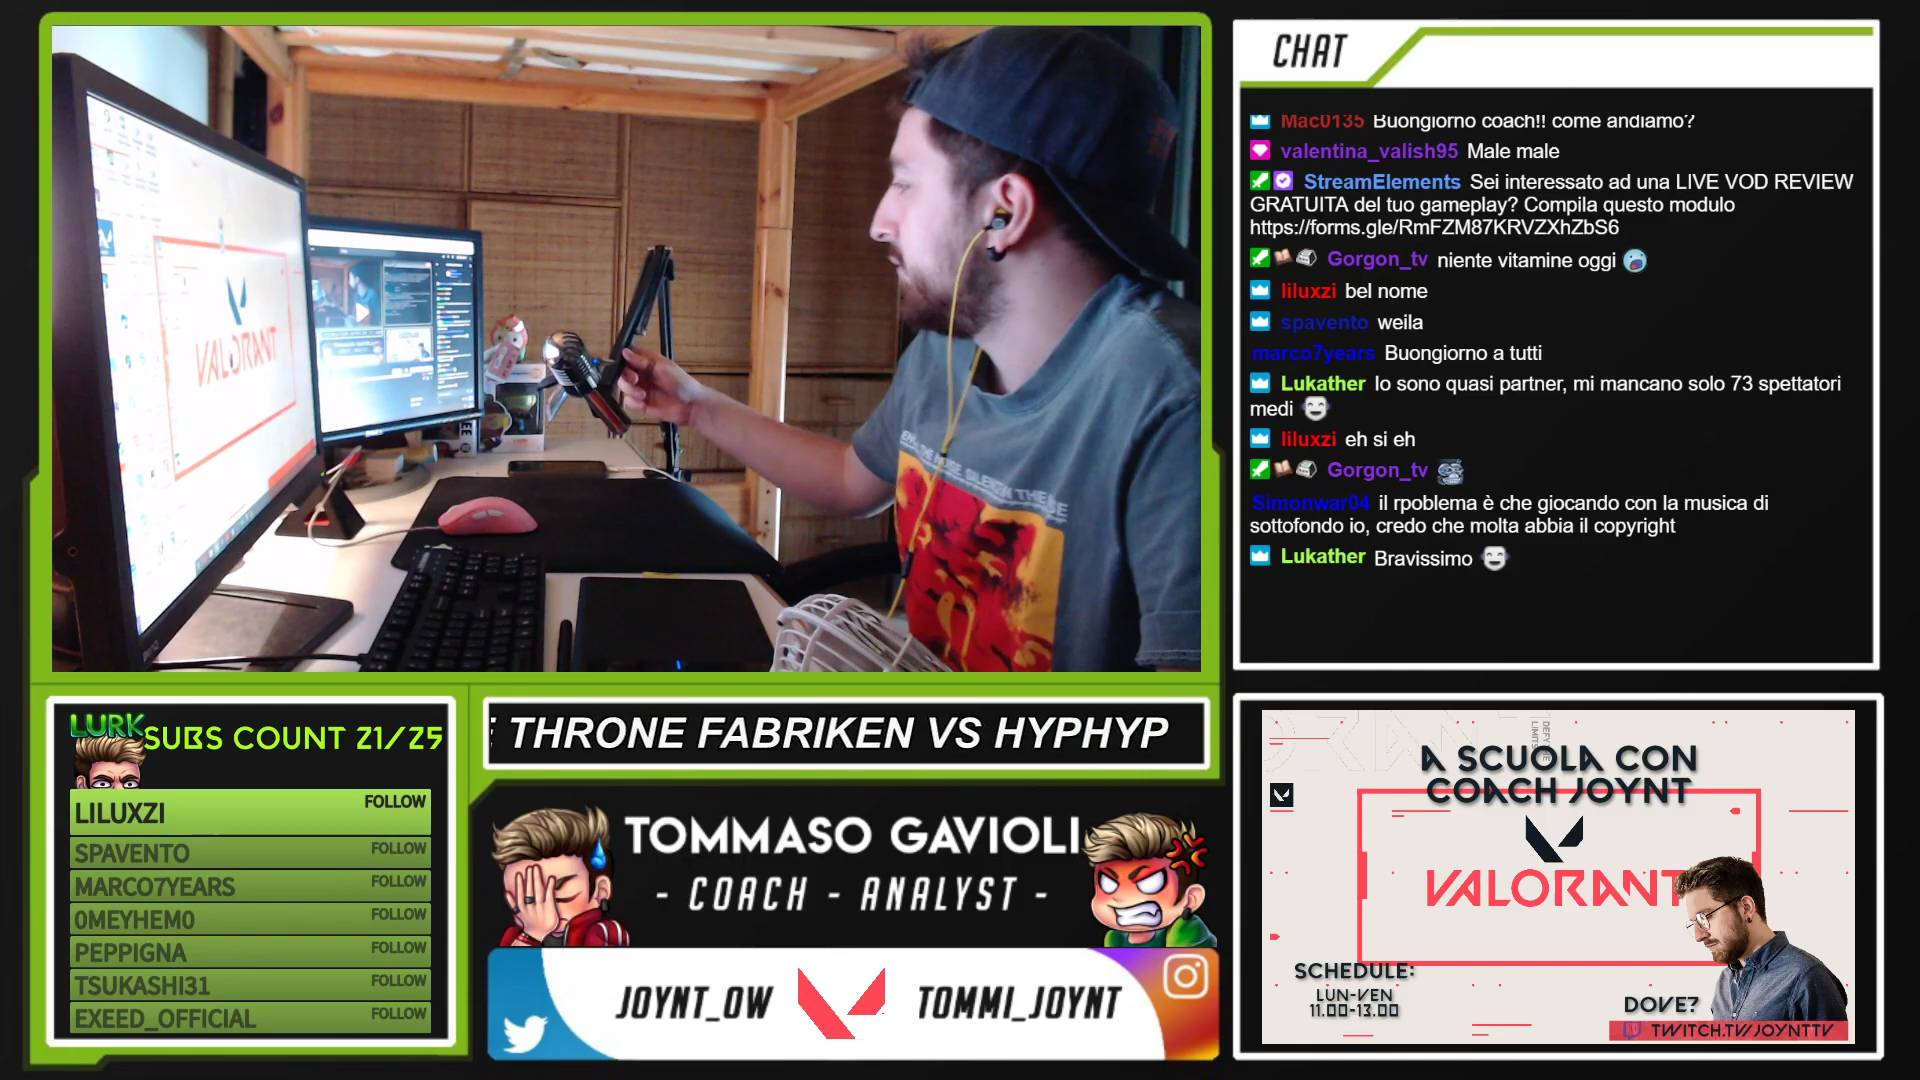 CHAT
Mac0135 Buongiorno coach!! come andiamo?
valentina_valish95 Male male
StreamElements Sei interessato ad una LIVE VOD REVIEW
GRATUITA del tuo gameplay? Compila questo modulo
https://forms.gle/RmFZM87KRVZXhZbS6
Gorgon_tv niente vitamine oggi
liluxzi bel nome
spavento weila
marco7years Buongiorno a tutti
Lukather Io sono quasi partner, mi mancano solo 73 spettatori
medi
liluxzi eh si eh
Gorgon_tv
Simonwar04 il rpoblema è che giocando con la musica di
sottofondo io, credo che molta abbia il copyright
Lukather Bravissimo
VALORANT
LURK
SUBS COUNT 21/25
LILUXZI FOLLOW
SPAVENTO FOLLOW
MARCO7YEARS FOLLOW
0MEYHEM0 FOLLOW
PEPPIGNA FOLLOW
TSUKASHI31 FOLLOW
EXEED_OFFICIAL FOLLOW
THRONE FABRIKEN VS HYPHYP
TOMMASO GAVIOLI
- COACH - ANALYST -
JOYNT_OW
TOMMI_JOYNT
A SCUOLA CON
COACH JOYNT
VALORANT
SCHEDULE:
LUN-VEN
11.00-13.00
DOVE?
TWITCH.TV/JOYNTTV